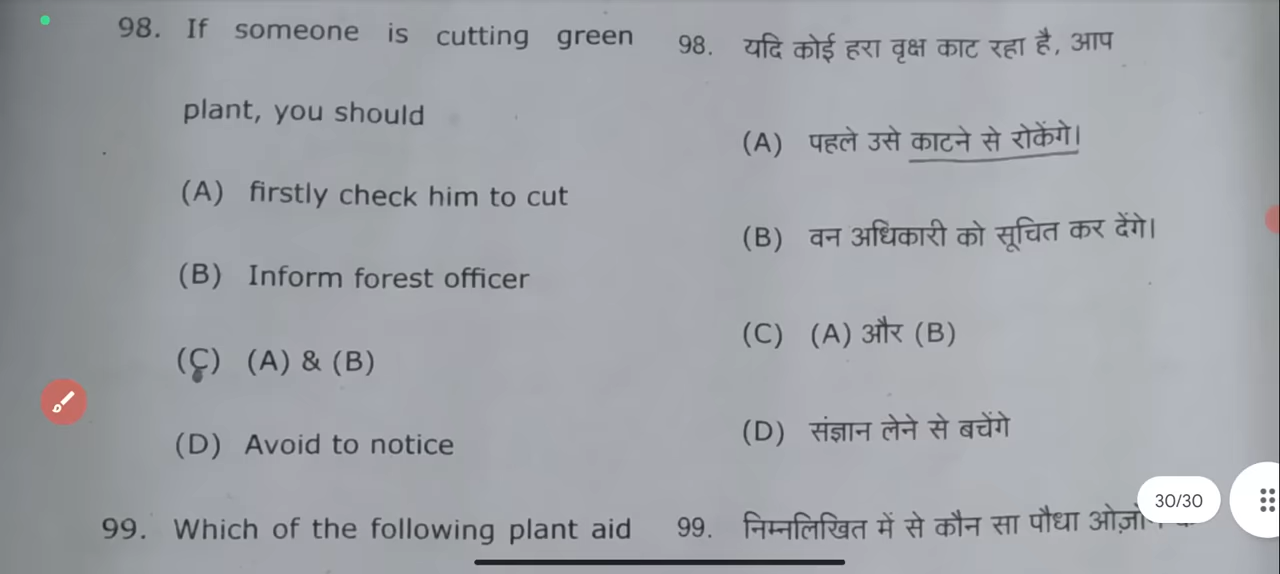 98. If someone is cutting green
plant, you should
(A) firstly check him to cut
(B) Inform forest officer
(C) (A) & (B)
(D) Avoid to notice
99. Which of the following plant aid
98. यदि कोई हरा वृक्ष काट रहा है, आप
(A) पहले उसे काटने से रोकेंगे।
(B) वन अधिकारी को सूचित कर देंगे।
(C) (A) और (B)
(D) संज्ञान लेने से बचेंगे
99. निम्नलिखित में से कौन सा पौधा
30/30